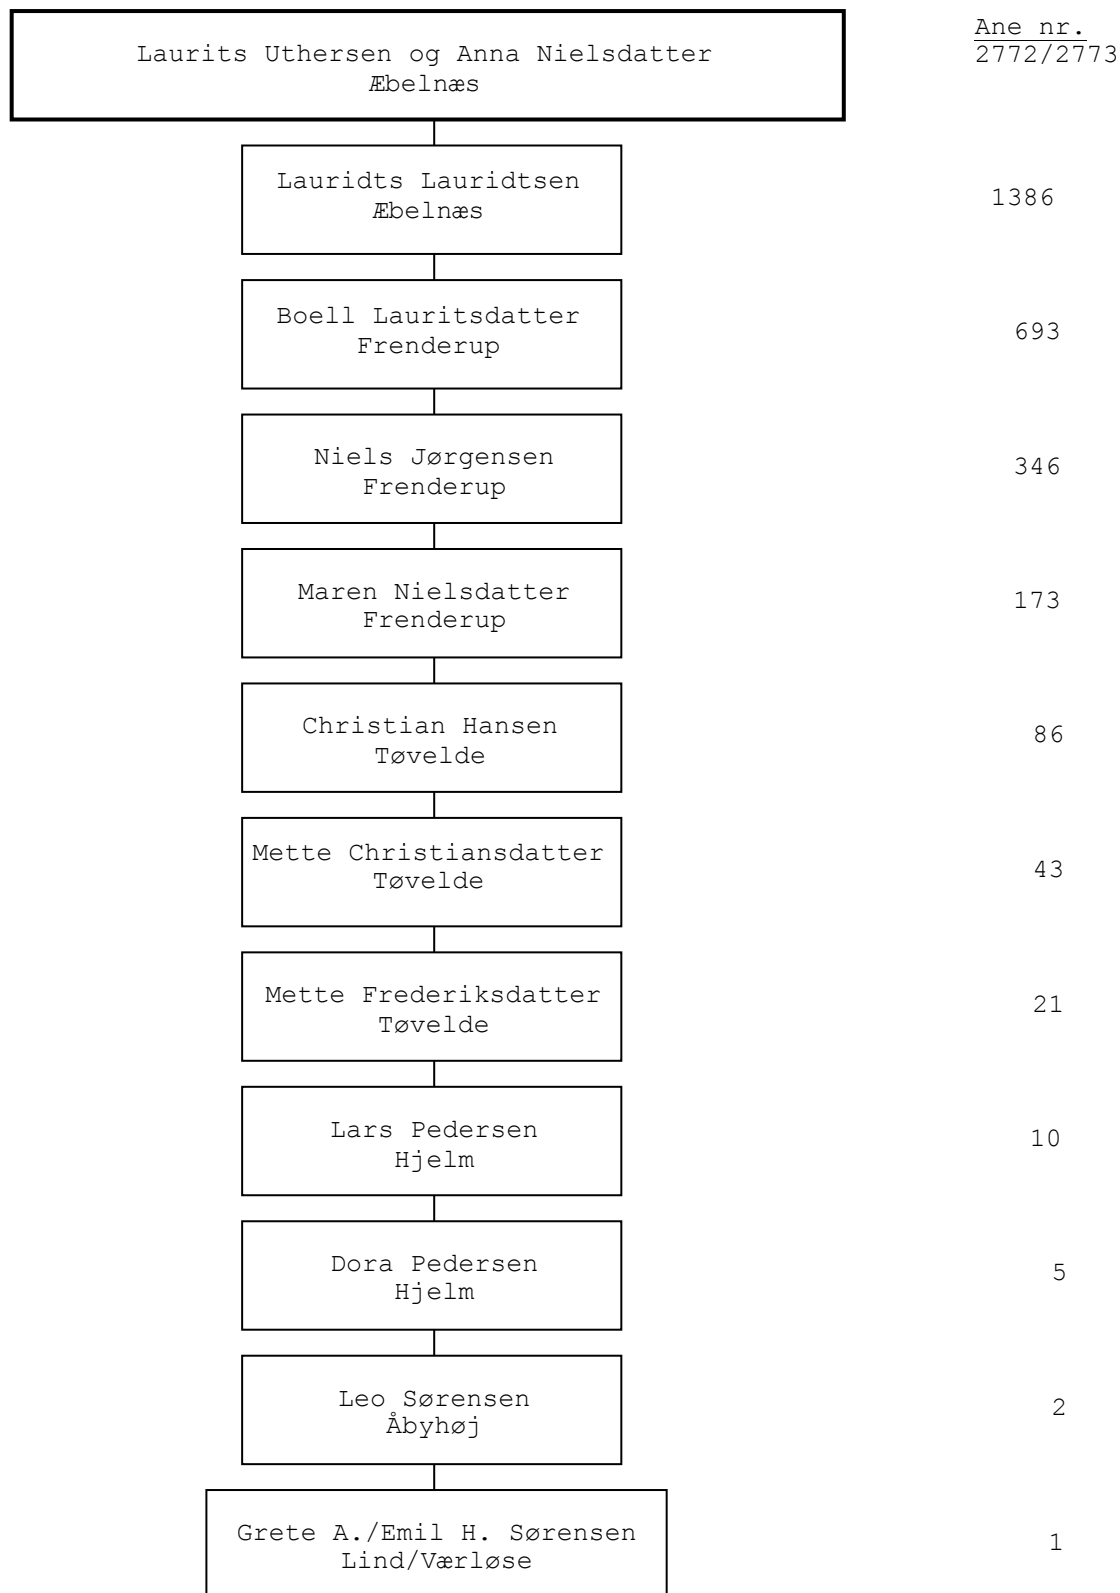 Ane nr.
Laurits Uthersen og Anna Nielsdatter
2772/2773
Æbelnæs
Lauridts Lauridtsen
Æbelnæs
1386
Boell Lauritsdatter
Frenderup
693
Niels Jørgensen
Frenderup
346
Maren Nielsdatter
Frenderup
173
Christian Hansen
Tøvelde
86
Mette Christiansdatter
Tøvelde
43
Mette Frederiksdatter
Tøvelde
21
Lars Pedersen
Hjelm
10
Dora Pedersen
Hjelm
5
Leo Sørensen
Åbyhøj
2
Grete A./Emil H. Sørensen
Lind/Værløse
1